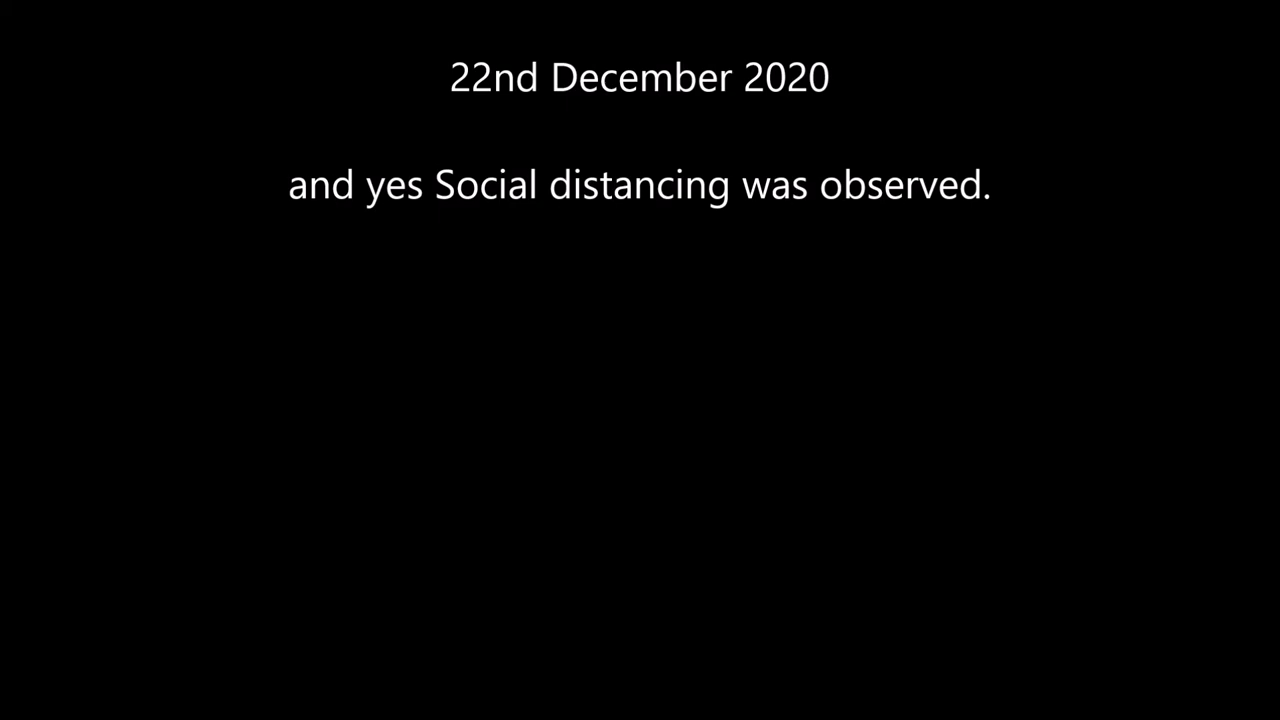 22nd December 2020
and yes Social distancing was observed.